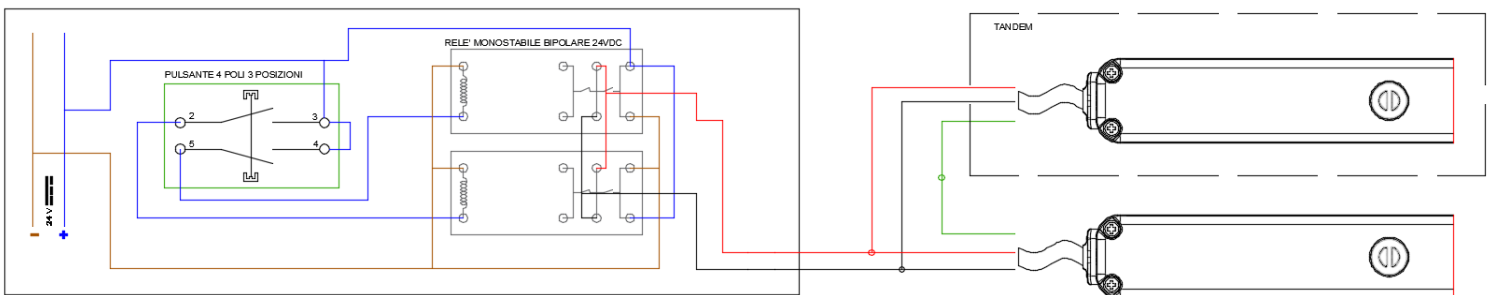 TANDEM
RELE' MONOSTABILE BIPOLARE 24VDC
PULSANTE 4 POLI 3 POSIZIONI
2
3
5
4
24 V
-
+